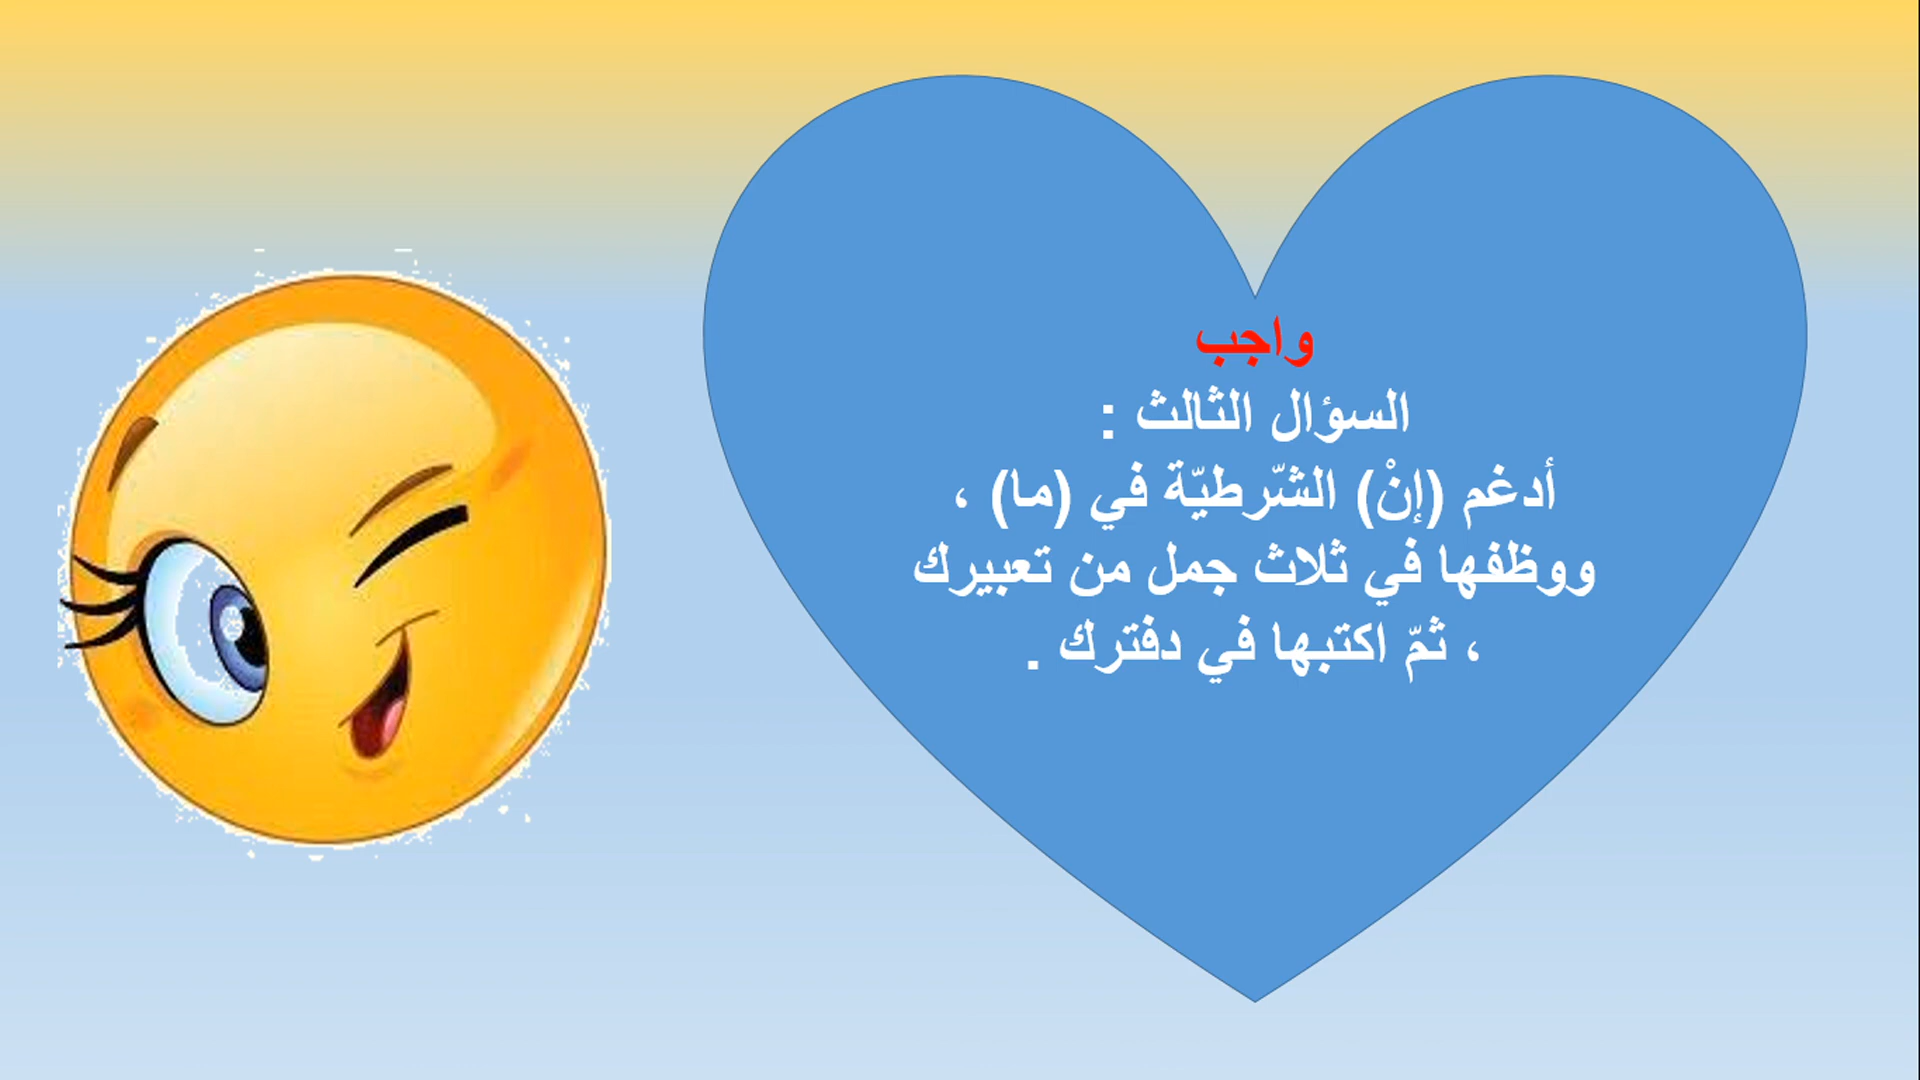 واجب
السؤال الثالث :
أدغم (إنْ) الشّرطيّة في (ما) ،
ووظفها في ثلاث جمل من تعبيرك
، ثمّ اكتبها في دفترك .